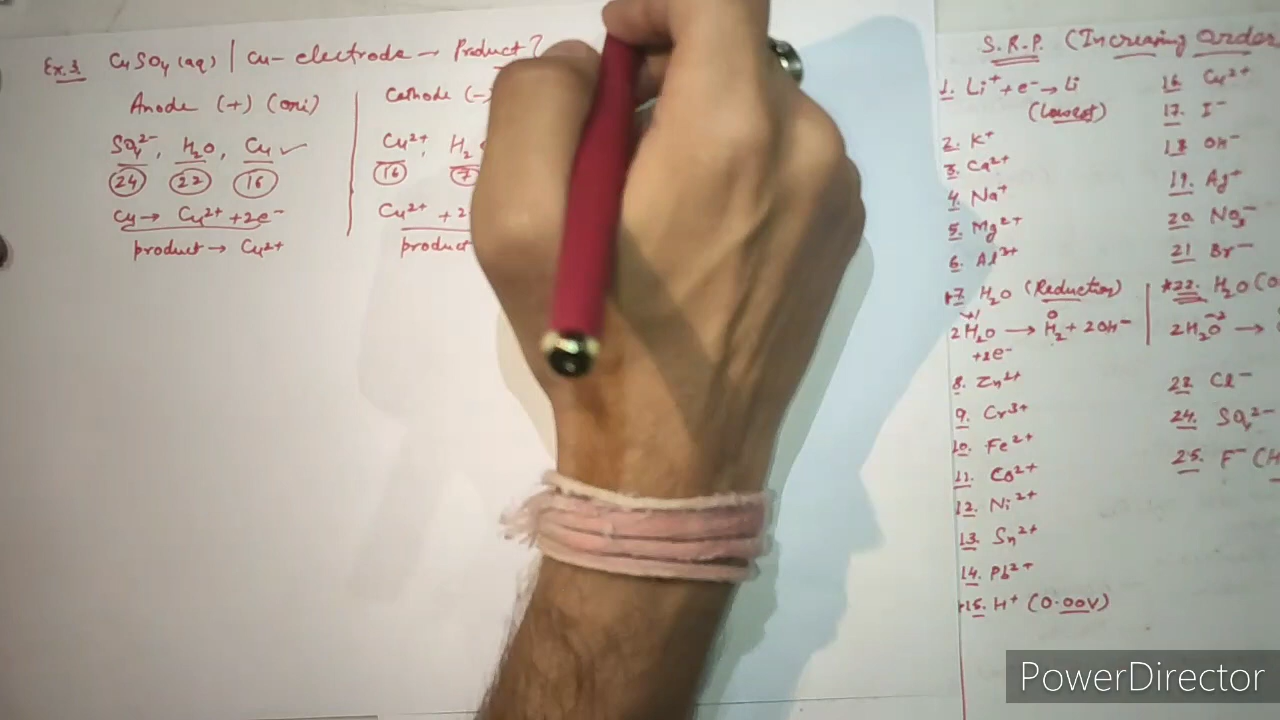 Ex.3 CuSO4(aq) | Cu-electrode → Product?
Anode (+) (oxi)
SO4²⁻, H2O, Cu ✓
24 22 16
Cu → Cu²⁺ + 2e⁻
product → Cu²⁺
Cathode (-)
Cu²⁺, H2
16 7
Cu²⁺ + 2
product
S.R.P. (Increasing Order
1. Li⁺ + e⁻ → Li
(Lowest)
2. K⁺
3. Ca²⁺
4. Na⁺
5. Mg²⁺
6. Al³⁺
*7. H2O (Reduction)
+1 0
2H2O → H2 + 2OH⁻
+2e⁻
8. Zn²⁺
9. Cr³⁺
10. Fe²⁺
11. Co²⁺
12. Ni²⁺
13. Sn²⁺
14. Pb²⁺
*15. H⁺ (0.00V)
16. Cu²⁺
17. I⁻
18 OH⁻
19. Ag⁺
20 NO3⁻
21 Br⁻
*22. H2O (O
-2
2H2O →
Cl⁻
24. SO4²⁻
25. F⁻ (H
PowerDirector